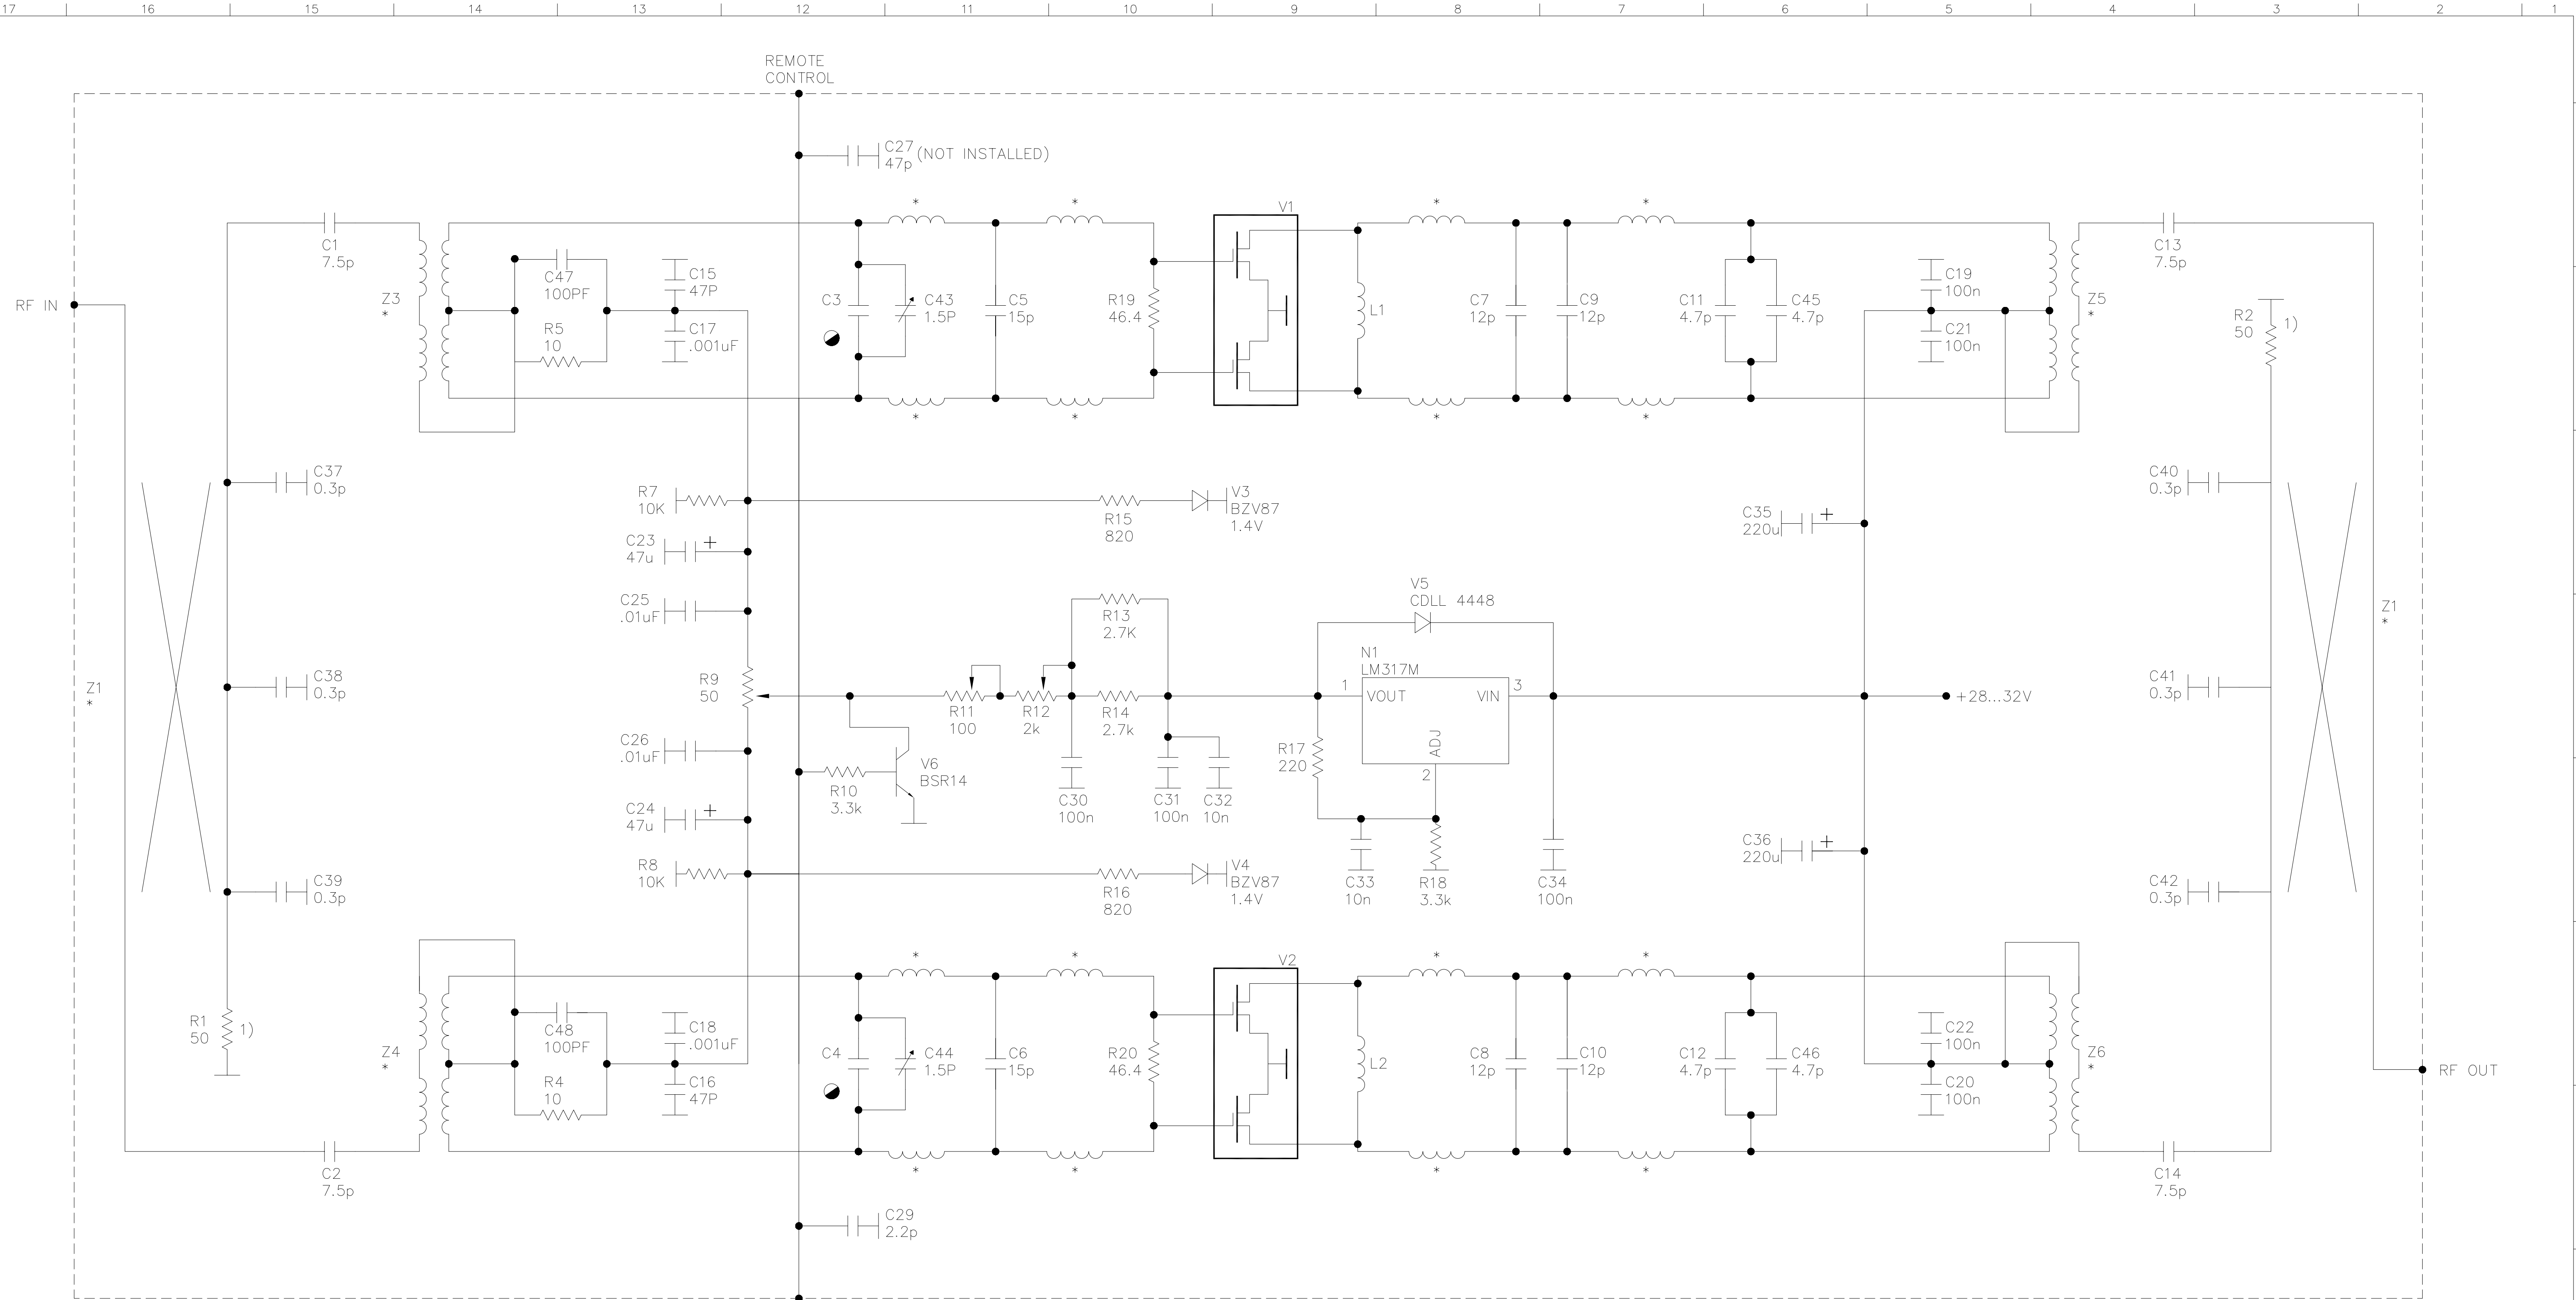 17 16 15 14 13 12 11 10 9 8 7 6 5 4 3 2 1
REMOTE
CONTROL
C27
47p (NOT INSTALLED)
V1
C1
7.5p
C13
7.5p
C47
100PF
C15
47P
C19
100n
RF IN
Z3
*
C3
C43
1.5P
C5
15p
R19
46.4
L1
C7
12p
C9
12p
C11
4.7p
C45
4.7p
Z5
*
R2
50
1)
R5
10
C17
.001uF
C21
100n
* * * *
* * * *
C37
0.3p
C40
0.3p
R7
10K
R15
820
V3
BZV87
1.4V
C35
220u
+
C23
47u
+
C25
.01uF
R13
2.7K
V5
CDLL 4448
Z1
*
N1
LM317M
1
VOUT
VIN
3
ADJ
2
+28...32V
Z1
*
C38
0.3p
R9
50
R11
100
R12
2k
R14
2.7k
C41
0.3p
C26
.01uF
V6
BSR14
R10
3.3k
R17
220
C30
100n
C31
100n
C32
10n
C24
47u
+
C36
220u
+
R8
10K
R16
820
V4
BZV87
1.4V
C33
10n
R18
3.3k
C34
100n
C39
0.3p
C42
0.3p
* * * *
V2
R1
50
1)
C48
100PF
C18
.001uF
C22
100n
Z4
*
C4
C44
1.5P
C6
15p
R20
46.4
L2
C8
12p
C10
12p
C12
4.7p
C46
4.7p
Z6
*
RF OUT
R4
10
C16
47P
C20
100n
C2
7.5p
C14
7.5p
* * * *
C29
2.2p